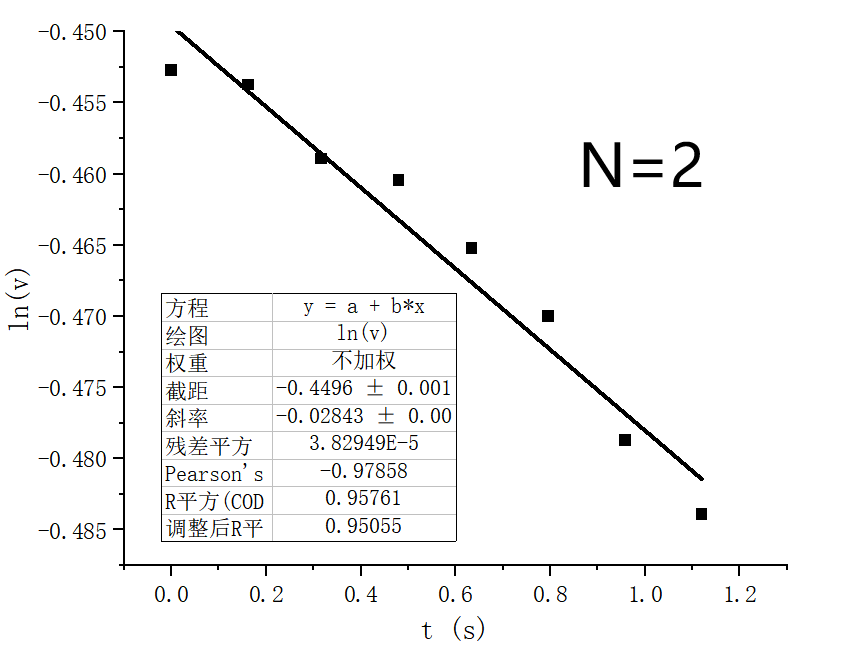 -0.450
-0.455
-0.460
-0.465
-0.470
-0.475
-0.480
-0.485
ln(v)
N=2
方程 y = a + b*x
绘图 ln(v)
权重 不加权
截距 -0.4496 ± 0.001
斜率 -0.02843 ± 0.00
残差平方 3.82949E-5
Pearson's -0.97858
R平方(COD 0.95761
调整后R平 0.95055
0.0 0.2 0.4 0.6 0.8 1.0 1.2
t (s)